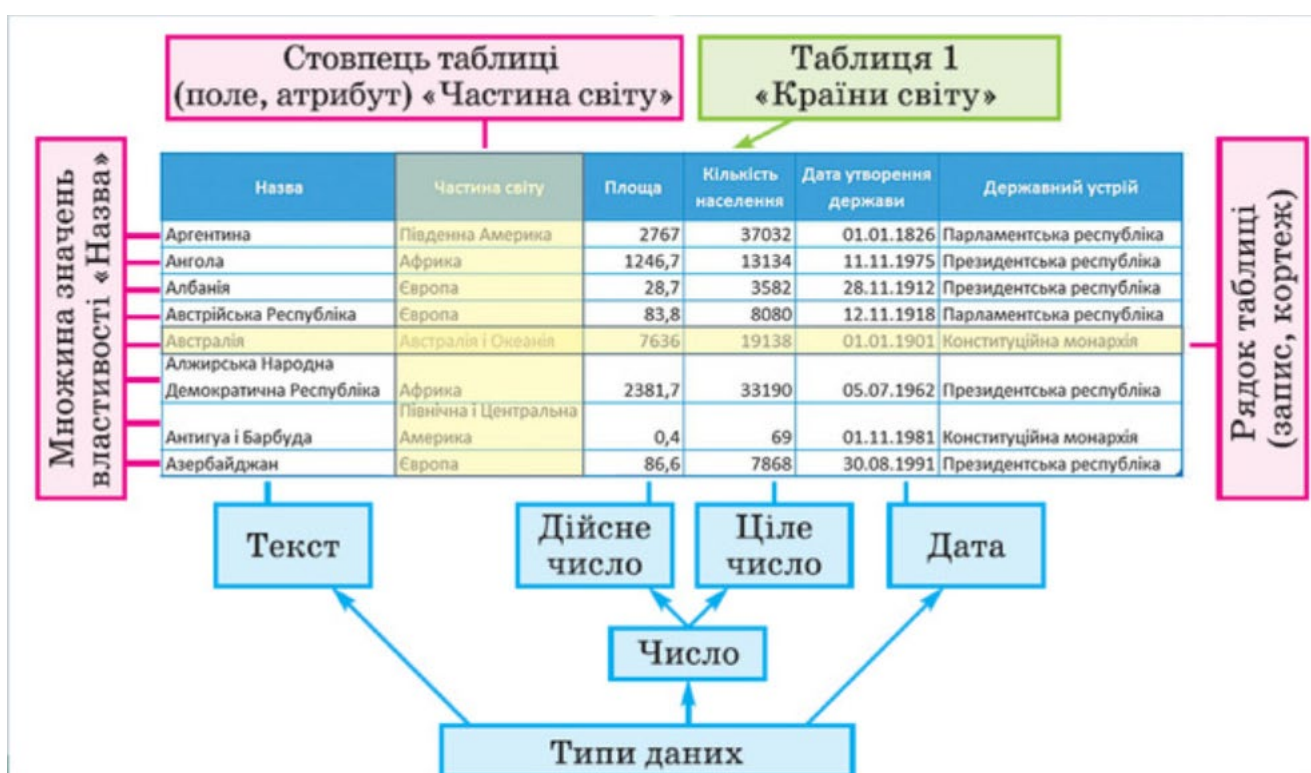 Стовпець таблиці
(поле, атрибут) «Частина світу»
Таблиця 1
«Країни світу»
Множина значень
властивості «Назва»
Назва Частина світу Площа Кількість населення Дата утворення держави Державний устрій
Аргентина Південна Америка 2767 37032 01.01.1826 Парламентська республіка
Ангола Африка 1246,7 13134 11.11.1975 Президентська республіка
Албанія Європа 28,7 3582 28.11.1912 Президентська республіка
Австрійська Республіка Європа 83,8 8080 12.11.1918 Парламентська республіка
Австралія Австралія і Океанія 7636 19138 01.01.1901 Конституційна монархія
Алжирська Народна
Демократична Республіка Африка 2381,7 33190 05.07.1962 Президентська республіка
Північна і Центральна
Антигуа і Барбуда Америка 0,4 69 01.11.1981 Конституційна монархія
Азербайджан Європа 86,6 7868 30.08.1991 Президентська республіка
Рядок таблиці
(запис, кортеж)
Текст
Дійсне
число
Ціле
число
Дата
Число
Типи даних